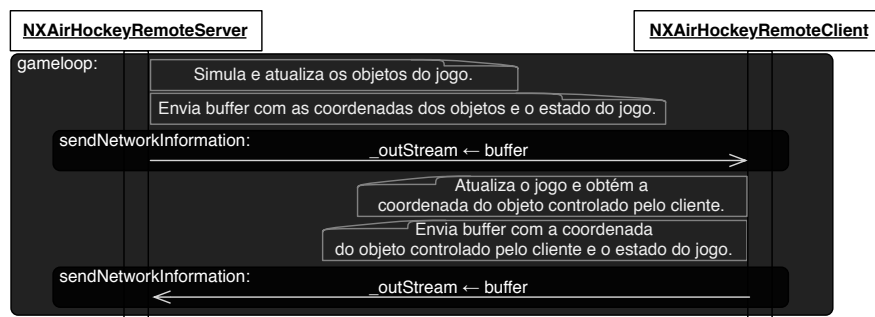 NXAirHockeyRemoteServer
NXAirHockeyRemoteClient
gameloop:
Simula e atualiza os objetos do jogo.
Envia buffer com as coordenadas dos objetos e o estado do jogo.
sendNetworkInformation:
_outStream ← buffer
Atualiza o jogo e obtém a
coordenada do objeto controlado pelo cliente.
Envia buffer com a coordenada
do objeto controlado pelo cliente e o estado do jogo.
sendNetworkInformation:
_outStream ← buffer